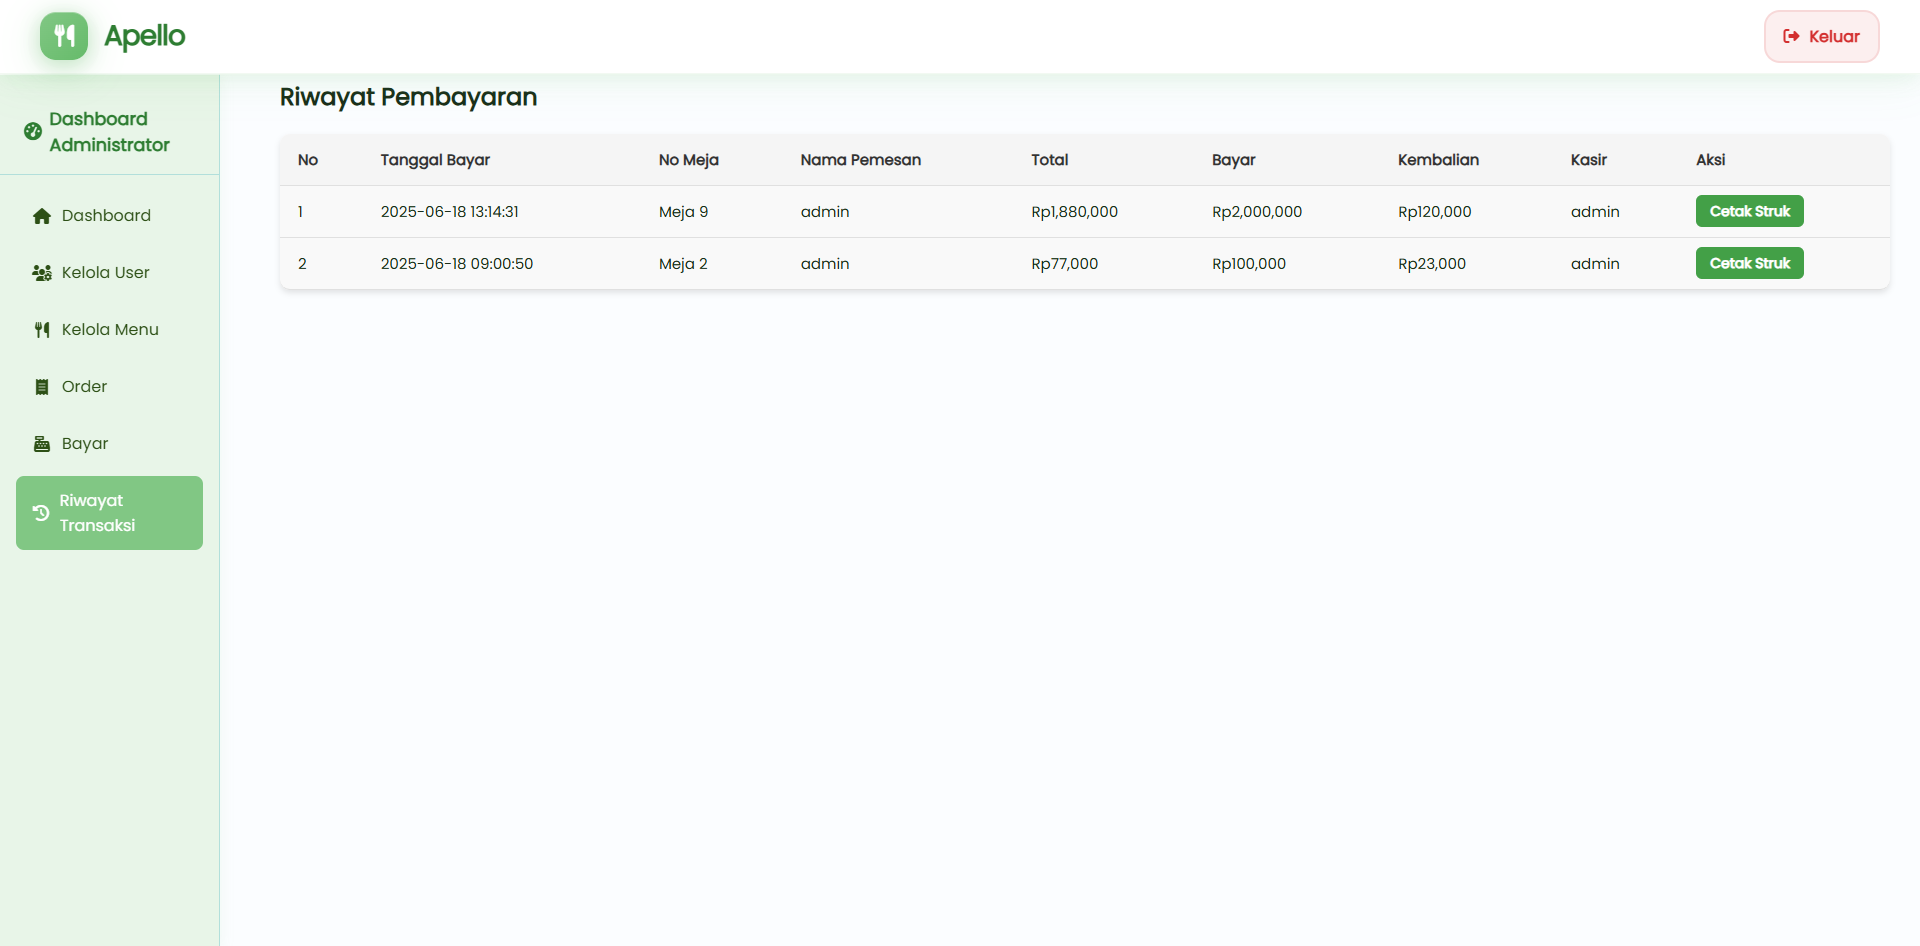 Apello
Keluar
Dashboard
Administrator
Dashboard
Kelola User
Kelola Menu
Order
Bayar
Riwayat
Transaksi
Riwayat Pembayaran
No Tanggal Bayar No Meja Nama Pemesan Total Bayar Kembalian Kasir Aksi
1 2025-06-18 13:14:31 Meja 9 admin Rp1,880,000 Rp2,000,000 Rp120,000 admin Cetak Struk
2 2025-06-18 09:00:50 Meja 2 admin Rp77,000 Rp100,000 Rp23,000 admin Cetak Struk